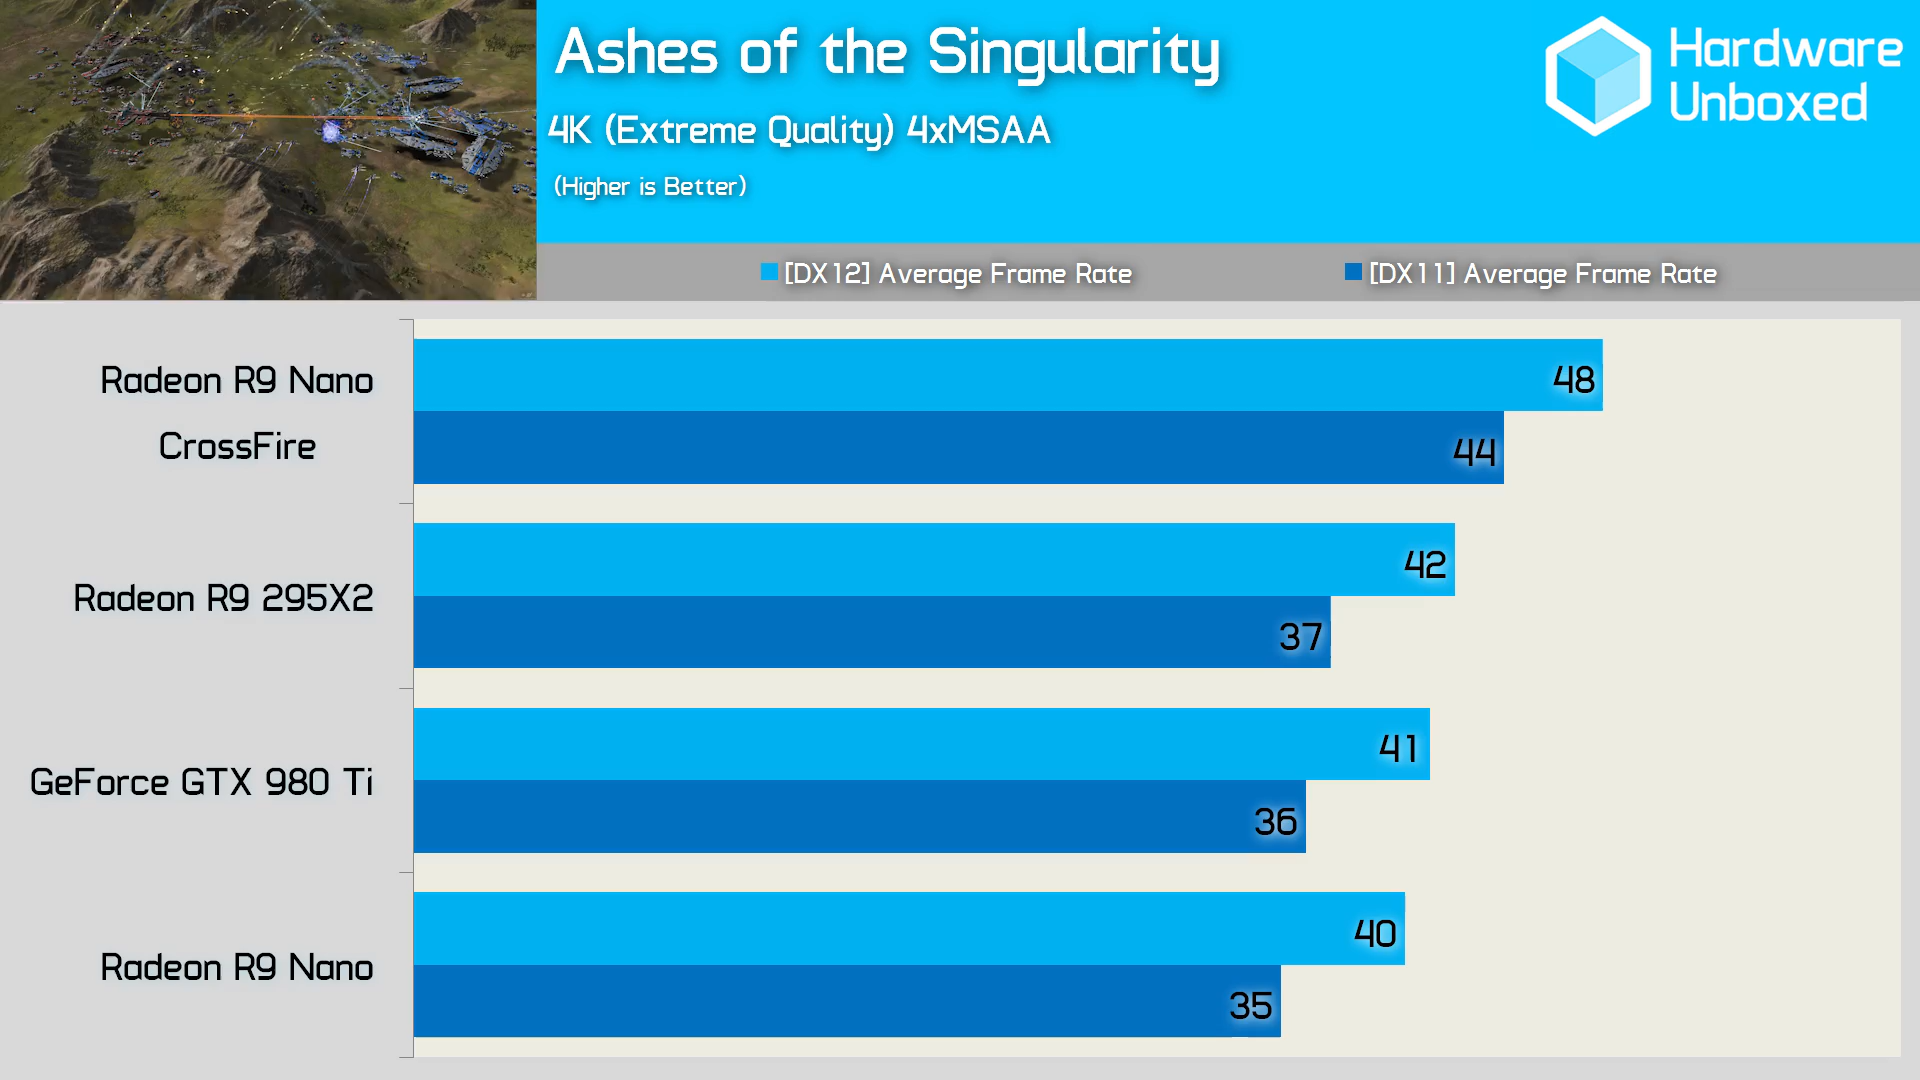 Ashes of the Singularity
4K (Extreme Quality) 4xMSAA
(Higher is Better)
Hardware
Unboxed
[DX12] Average Frame Rate
[DX11] Average Frame Rate
Radeon R9 Nano
CrossFire
48
44
Radeon R9 295X2
42
37
GeForce GTX 980 Ti
41
36
Radeon R9 Nano
40
35